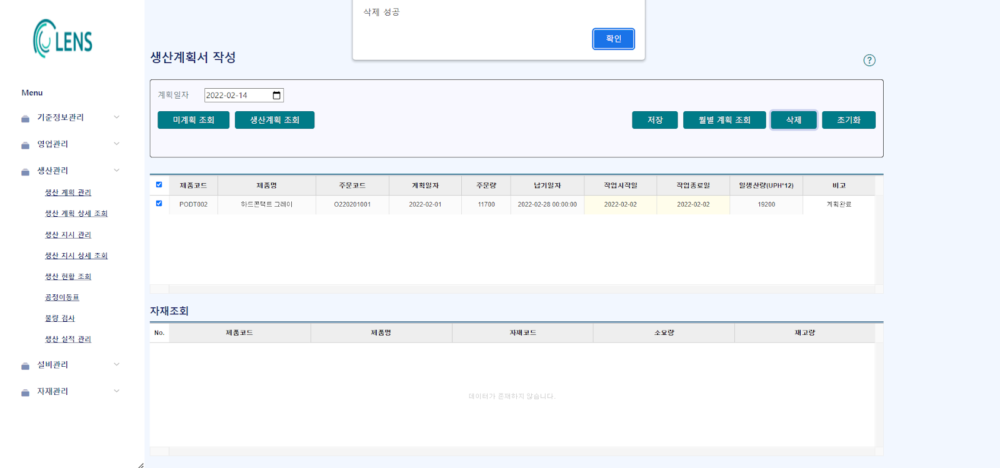 삭제 성공
확인
CLENS
Menu
기준정보관리
영업관리
생산관리
생산 계획 관리
생산 계획 상세 조회
생산 지시 관리
생산 지시 상세 조회
생산 현황 조회
공정이동표
불량 검사
생산 실적 관리
설비관리
자재관리
생산계획서 작성
?
계획일자 2022-02-14
미계획 조회 생산계획 조회 저장 월별 계획 조회 삭제 초기화
제품코드 제품명 주문코드 계획일자 주문량 납기일자 작업시작일 작업종료일 일생산량(UPH*12) 비고
PODT002 하드콘택트 그레이 O220201001 2022-02-01 11700 2022-02-28 00:00:00 2022-02-02 2022-02-02 19200 계획완료
자재조회
No. 제품코드 제품명 자재코드 소요량 재고량
데이터가 존재하지 않습니다.